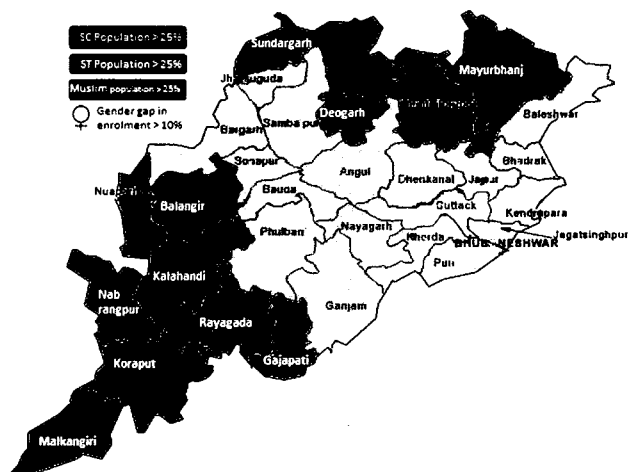 SC Population > 25%
ST Population > 25%
Muslim population > 25%
Gender gap in
enrolment > 10%
Sundargarh
Mayurbhanj
Deogarh
Baleshwar
Bargarh
Sambalpur
Sonapur
Angul
Dhenkanal
Jajpur
Bhadrak
Balangir
Bauda
Cuttack
Kendrapara
Nayagarh
Khorda
Jagatsinghpur
Puri
Kalahandi
Ganjam
Nab
rangpur
Rayagada
Gajapati
Koraput
Malkangiri